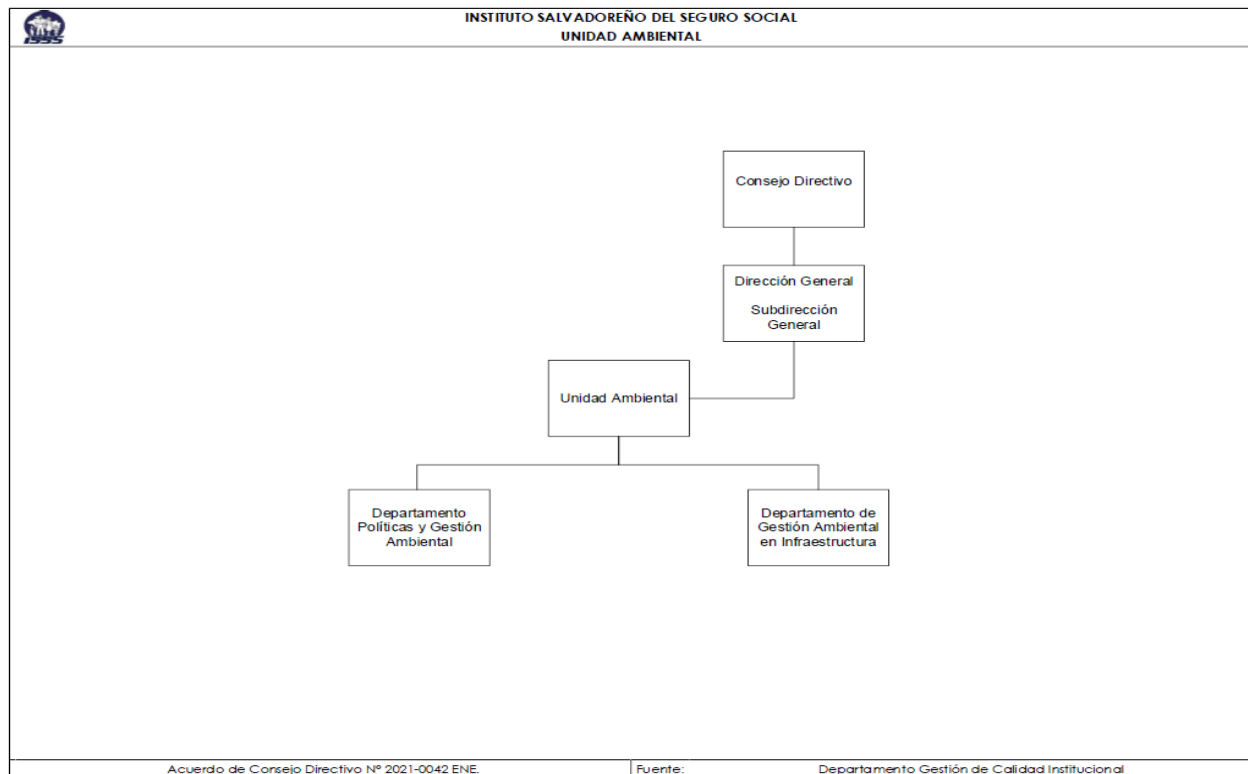 INSTITUTO SALVADOREÑO DEL SEGURO SOCIAL
UNIDAD AMBIENTAL
ISSS
Consejo Directivo
Dirección General
Subdirección
General
Unidad Ambiental
Departamento
Políticas y Gestión
Ambiental
Departamento de
Gestión Ambiental
en Infraestructura
Acuerdo de Consejo Directivo Nº 2021-0042 ENE.
Fuente:
Departamento Gestión de Calidad Institucional